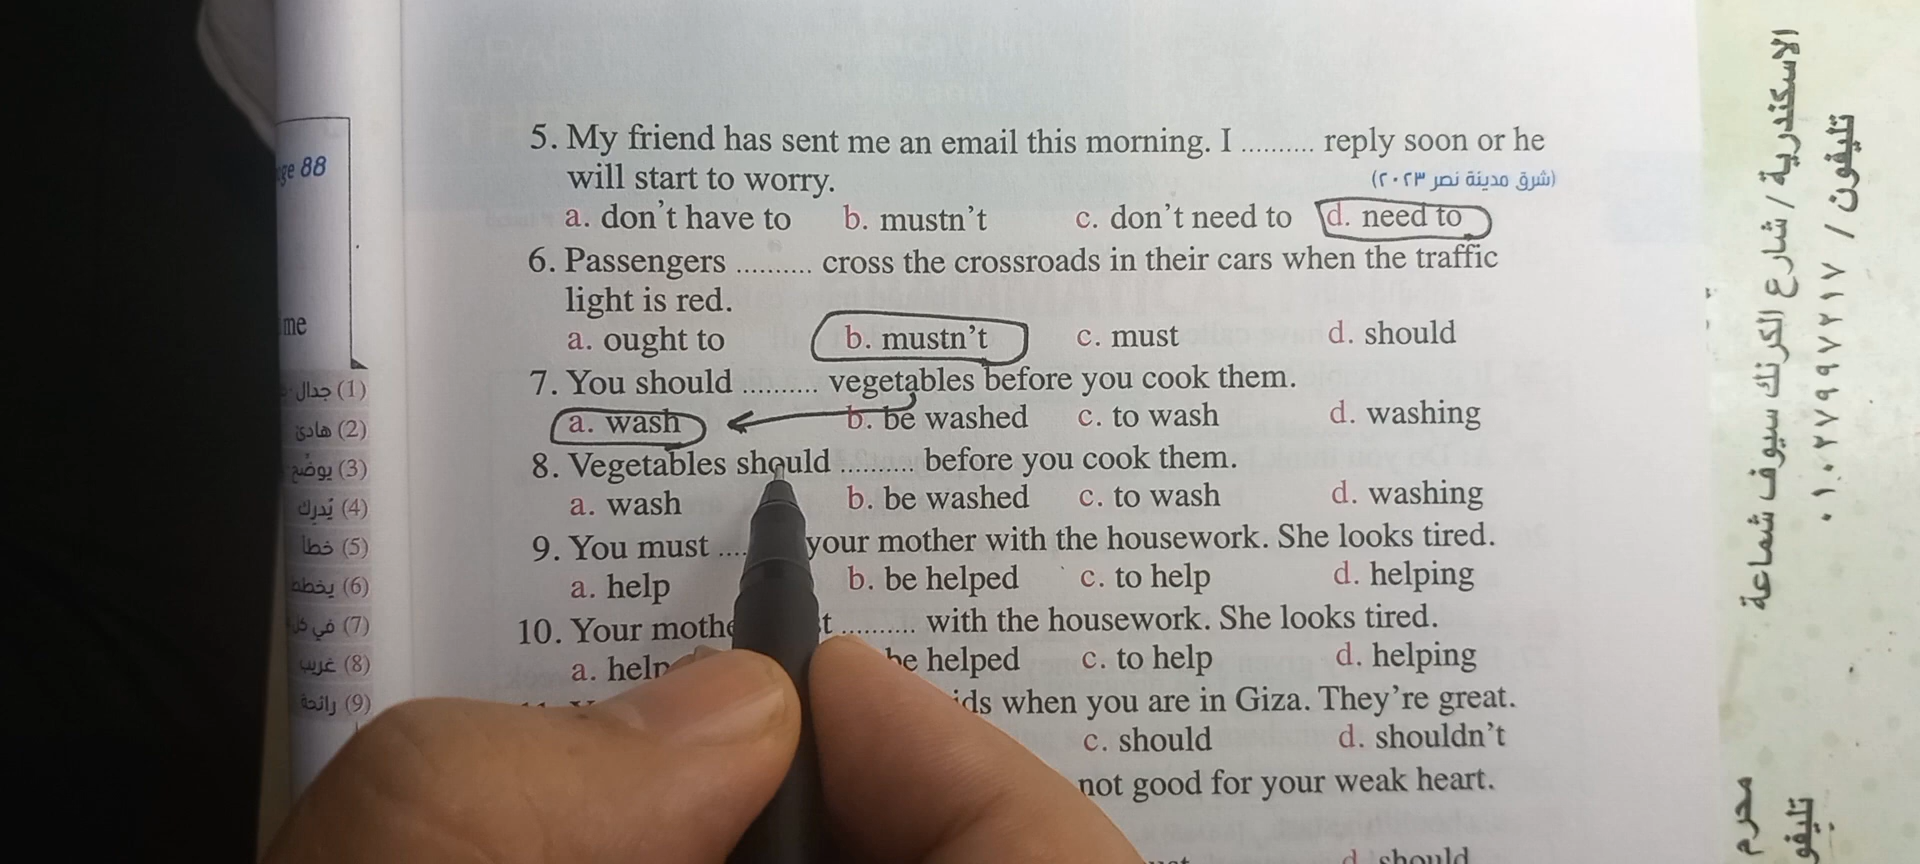 5. My friend has sent me an email this morning. I .......... reply soon or he
will start to worry. (شرق مدينة نصر ٢٠٢٣)
a. don't have to b. mustn't c. don't need to d. need to
6. Passengers .......... cross the crossroads in their cars when the traffic
light is red.
a. ought to b. mustn't c. must d. should
7. You should .......... vegetables before you cook them.
a. wash b. be washed c. to wash d. washing
8. Vegetables should .......... before you cook them.
a. wash b. be washed c. to wash d. washing
9. You must .... your mother with the housework. She looks tired.
a. help b. be helped c. to help d. helping
10. Your .......... with the housework. She looks tired.
a. be helped c. to help d. helping
when you are in Giza. They're great.
c. should d. shouldn't
not good for your weak heart.
d. should
88
me
(1) جدال
(2) هادئ
(3) يوضح
(4) يُدرك
(5) خطأ
(6) يخطط
(7) في
(8) غريب
(9) رائحة
الاسكندرية / شارع الكرنك سيوف شماعة
تليفون / ٠١٠٢٧٩٩٧٢١٧
محرم